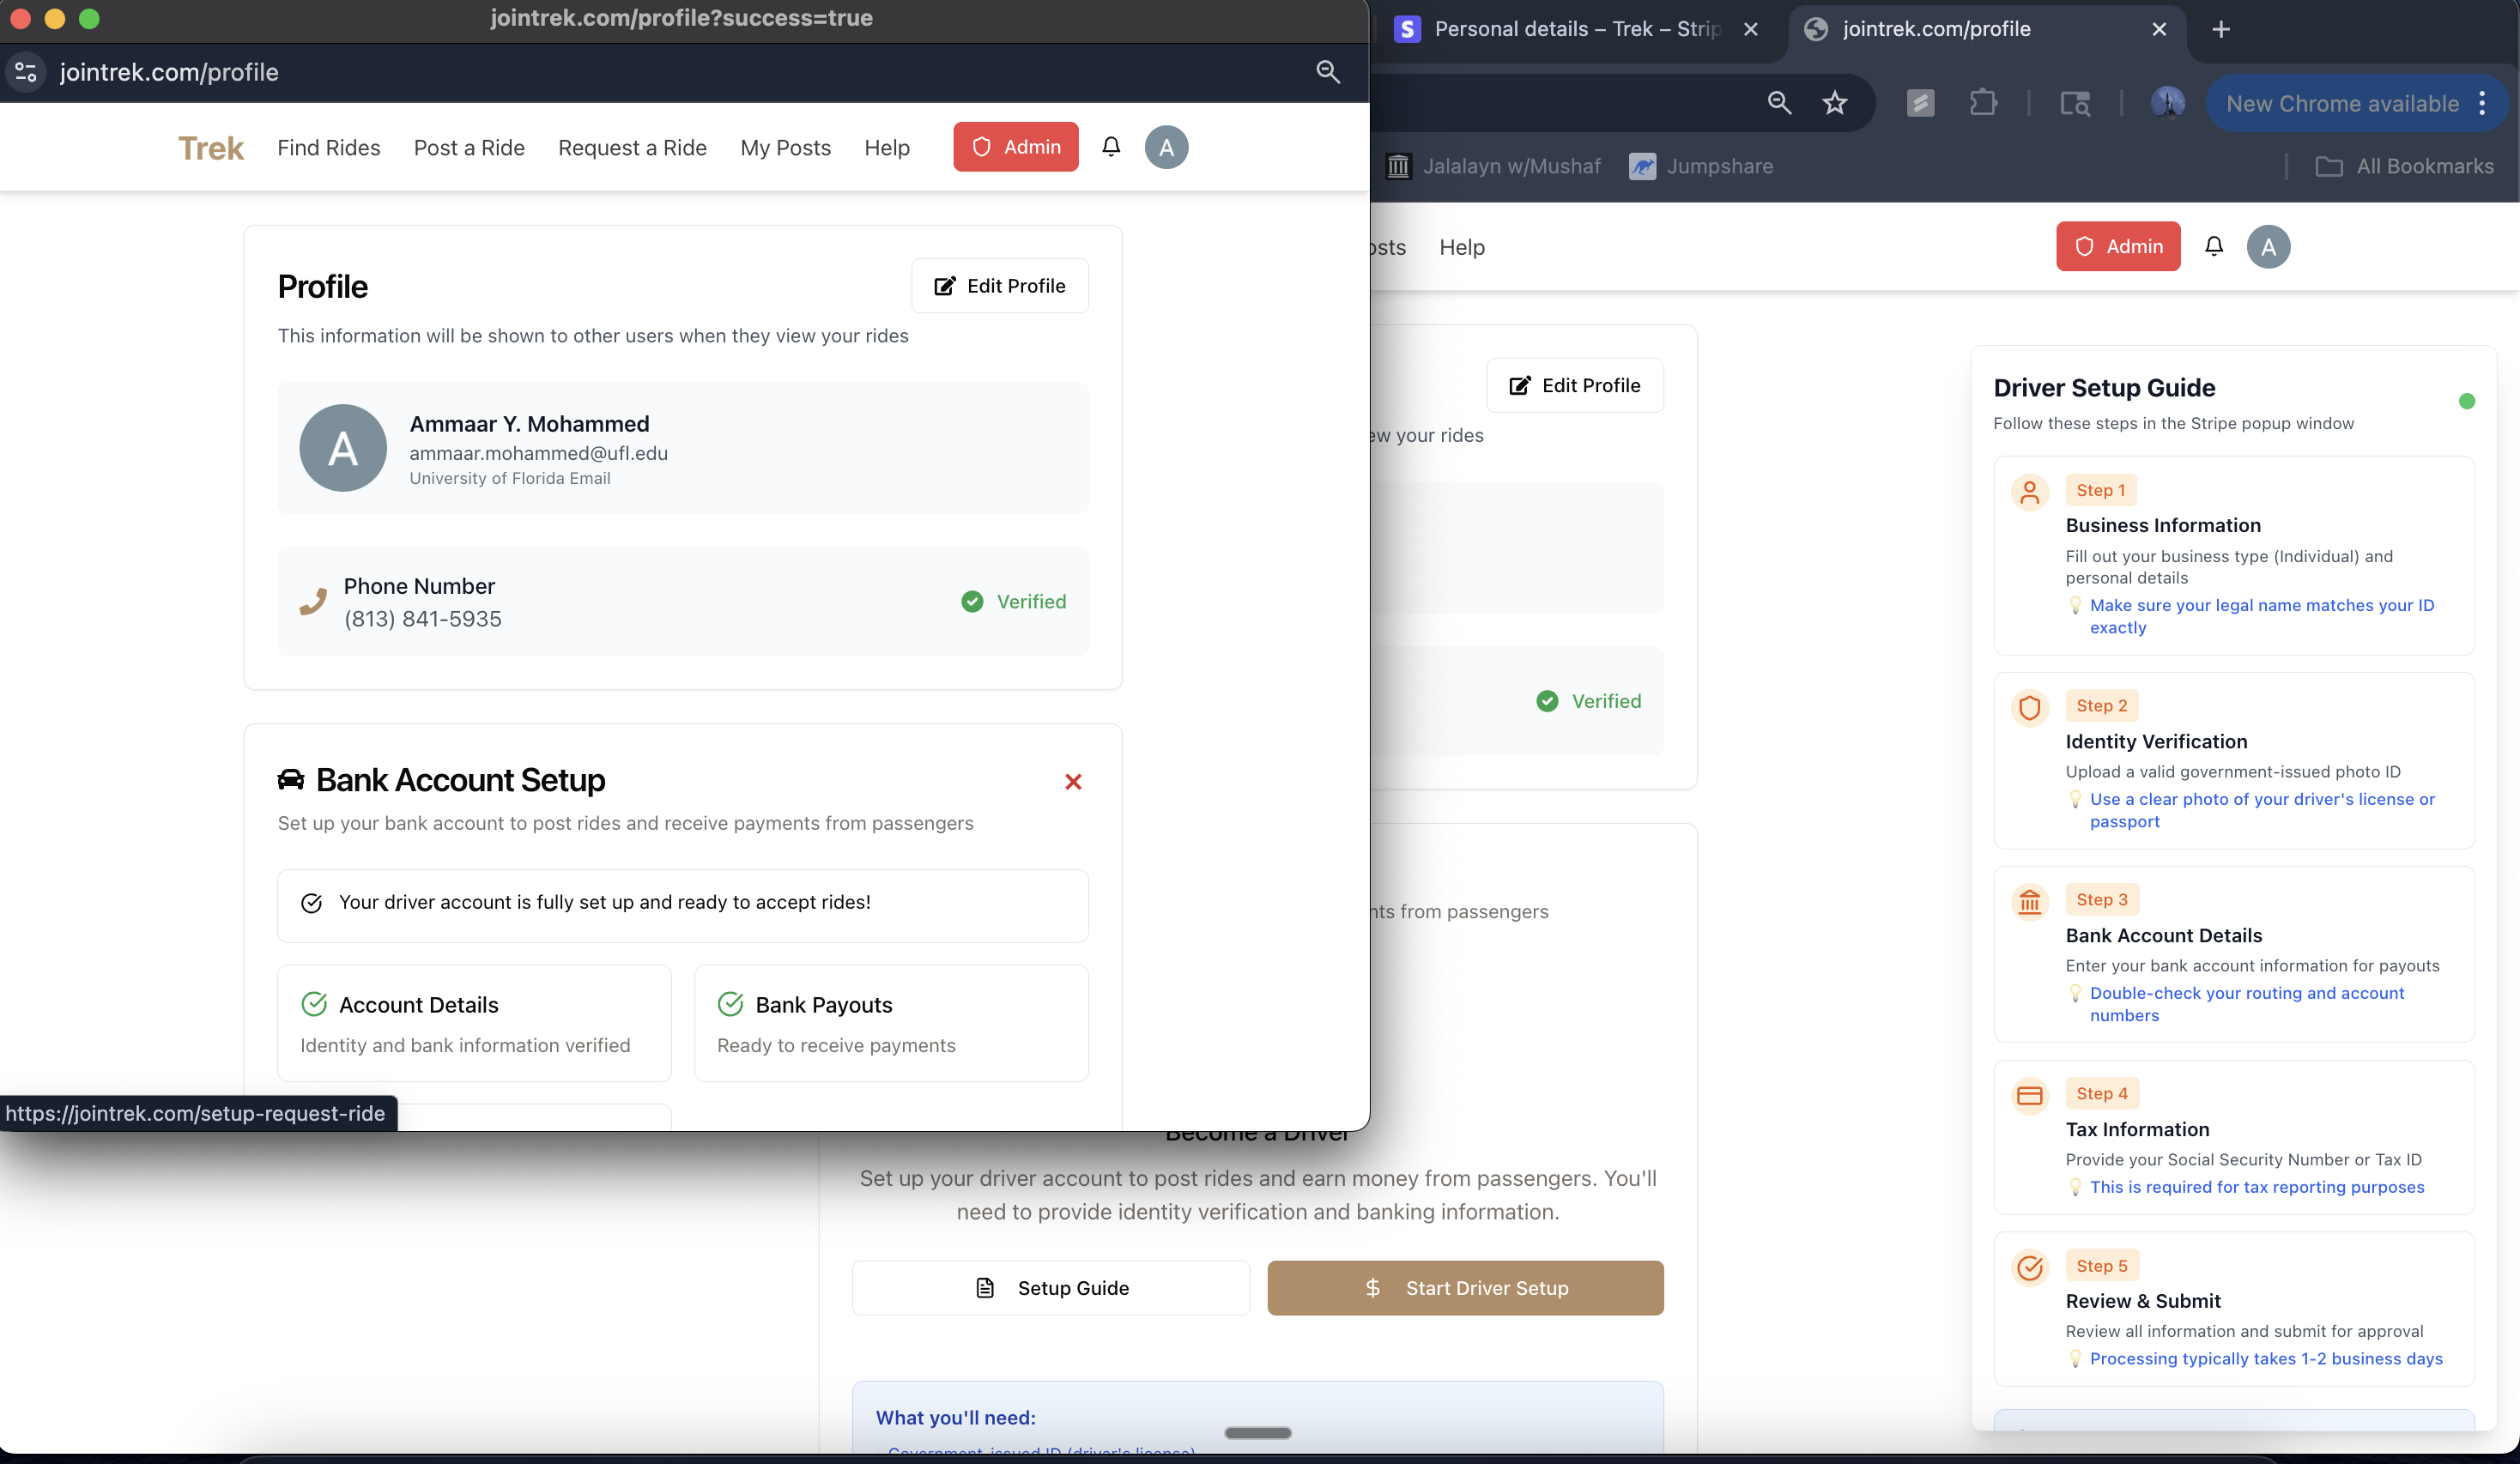 jointrek.com/profile?success=true
jointrek.com/profile
Trek
Find Rides
Post a Ride
Request a Ride
My Posts
Help
Admin
A
Profile
Edit Profile
This information will be shown to other users when they view your rides
A
Ammaar Y. Mohammed
ammaar.mohammed@ufl.edu
University of Florida Email
Phone Number
(813) 841-5935
Verified
Bank Account Setup
Set up your bank account to post rides and receive payments from passengers
Your driver account is fully set up and ready to accept rides!
Account Details
Identity and bank information verified
Bank Payouts
Ready to receive payments
https://jointrek.com/setup-request-ride
S
Personal details – Trek – Strip
jointrek.com/profile
New Chrome available
Jalalayn w/Mushaf
Jumpshare
All Bookmarks
osts
Help
Admin
A
Edit Profile
ew your rides
Verified
nts from passengers
Become a Driver
Set up your driver account to post rides and earn money from passengers. You'll
need to provide identity verification and banking information.
Setup Guide
$ Start Driver Setup
What you'll need:
Government-issued ID (driver's license)
Driver Setup Guide
Follow these steps in the Stripe popup window
Step 1
Business Information
Fill out your business type (Individual) and
personal details
Make sure your legal name matches your ID
exactly
Step 2
Identity Verification
Upload a valid government-issued photo ID
Use a clear photo of your driver's license or
passport
Step 3
Bank Account Details
Enter your bank account information for payouts
Double-check your routing and account
numbers
Step 4
Tax Information
Provide your Social Security Number or Tax ID
This is required for tax reporting purposes
Step 5
Review & Submit
Review all information and submit for approval
Processing typically takes 1-2 business days